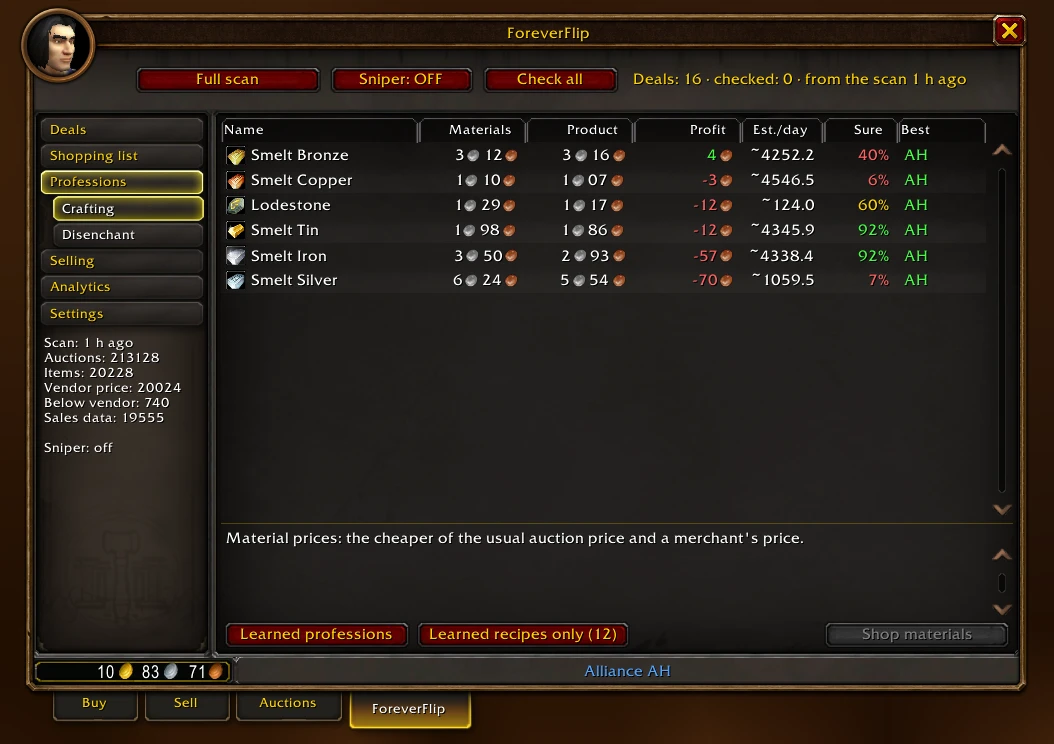 ForeverFlip
Full scan
Sniper: OFF
Check all
Deals: 16 · checked: 0 · from the scan 1 h ago
Deals
Shopping list
Professions
Crafting
Disenchant
Selling
Analytics
Settings
Scan: 1 h ago
Auctions: 213128
Items: 20228
Vendor price: 20024
Below vendor: 740
Sales data: 19555
Sniper: off
Name Materials Product Profit Est./day Sure Best
Smelt Bronze 3 12 3 16 4 ~4252.2 40% AH
Smelt Copper 1 10 1 07 -3 ~4546.5 6% AH
Lodestone 1 29 1 17 -12 ~124.0 60% AH
Smelt Tin 1 98 1 86 -12 ~4345.9 92% AH
Smelt Iron 3 50 2 93 -57 ~4338.4 92% AH
Smelt Silver 6 24 5 54 -70 ~1059.5 7% AH
Material prices: the cheaper of the usual auction price and a merchant's price.
Learned professions
Learned recipes only (12)
Shop materials
10 83 71
Alliance AH
Buy
Sell
Auctions
ForeverFlip